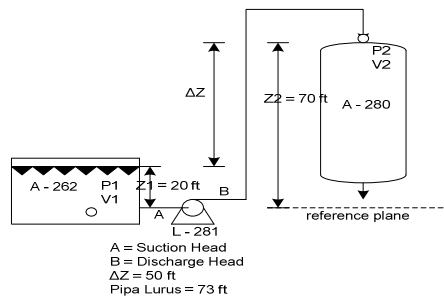 P2
V2
ΔZ
Z2 = 70 ft
A - 280
A - 262
P1
V1
Z1 = 20 ft
A
B
L - 281
reference plane
A = Suction Head
B = Discharge Head
ΔZ = 50 ft
Pipa Lurus = 73 ft